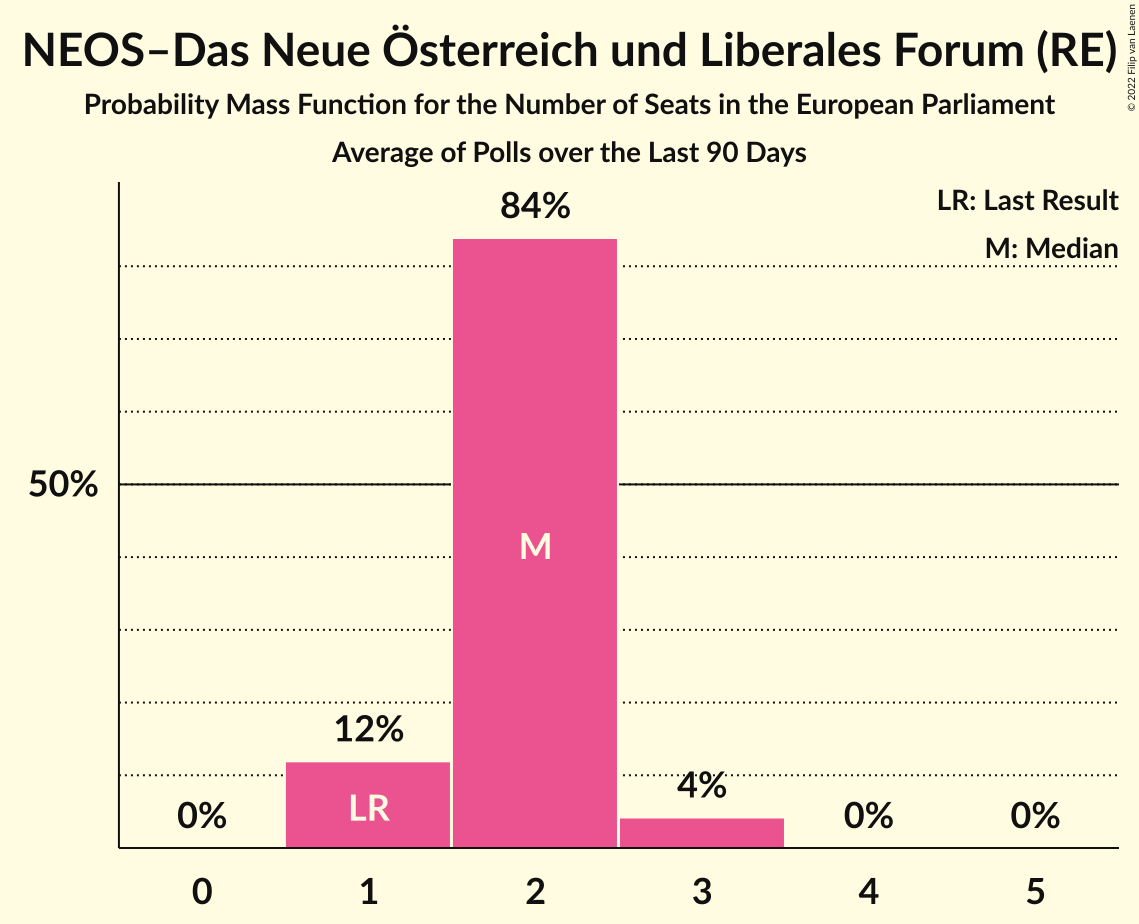 NEOS–Das Neue Österreich und Liberales Forum (RE)
Probability Mass Function for the Number of Seats in the European Parliament
Average of Polls over the Last 90 Days
© 2022 Filip van Laenen
LR: Last Result
M: Median
84%
50%
M
12%
LR
4%
0%
0%
0%
0 1 2 3 4 5